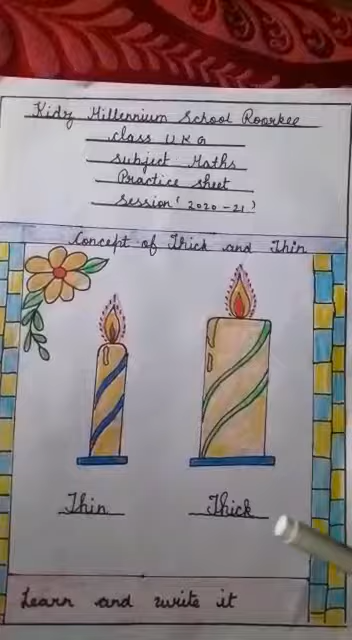 Kidz Millennium School Roorkee
Class U K G
Subject Maths
Practice sheet
Session (2020-21)
Concept of Thick and Thin
Thin Thick
Learn and write it